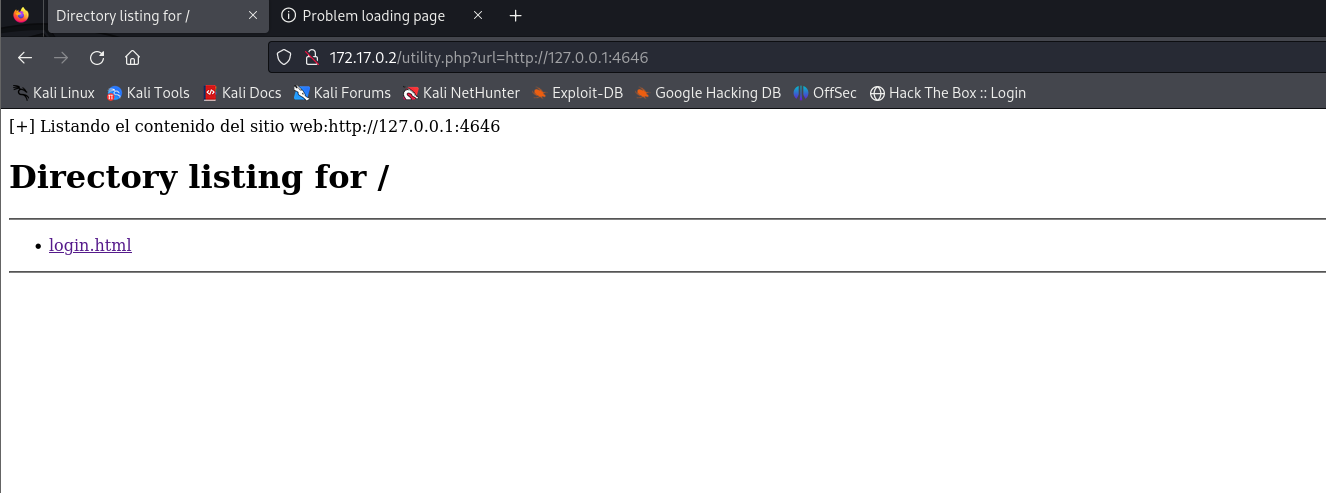 Directory listing for /
Problem loading page
172.17.0.2/utility.php?url=http://127.0.0.1:4646
Kali Linux Kali Tools Kali Docs Kali Forums Kali NetHunter Exploit-DB Google Hacking DB OffSec Hack The Box :: Login
[+] Listando el contenido del sitio web:http://127.0.0.1:4646
Directory listing for /
login.html